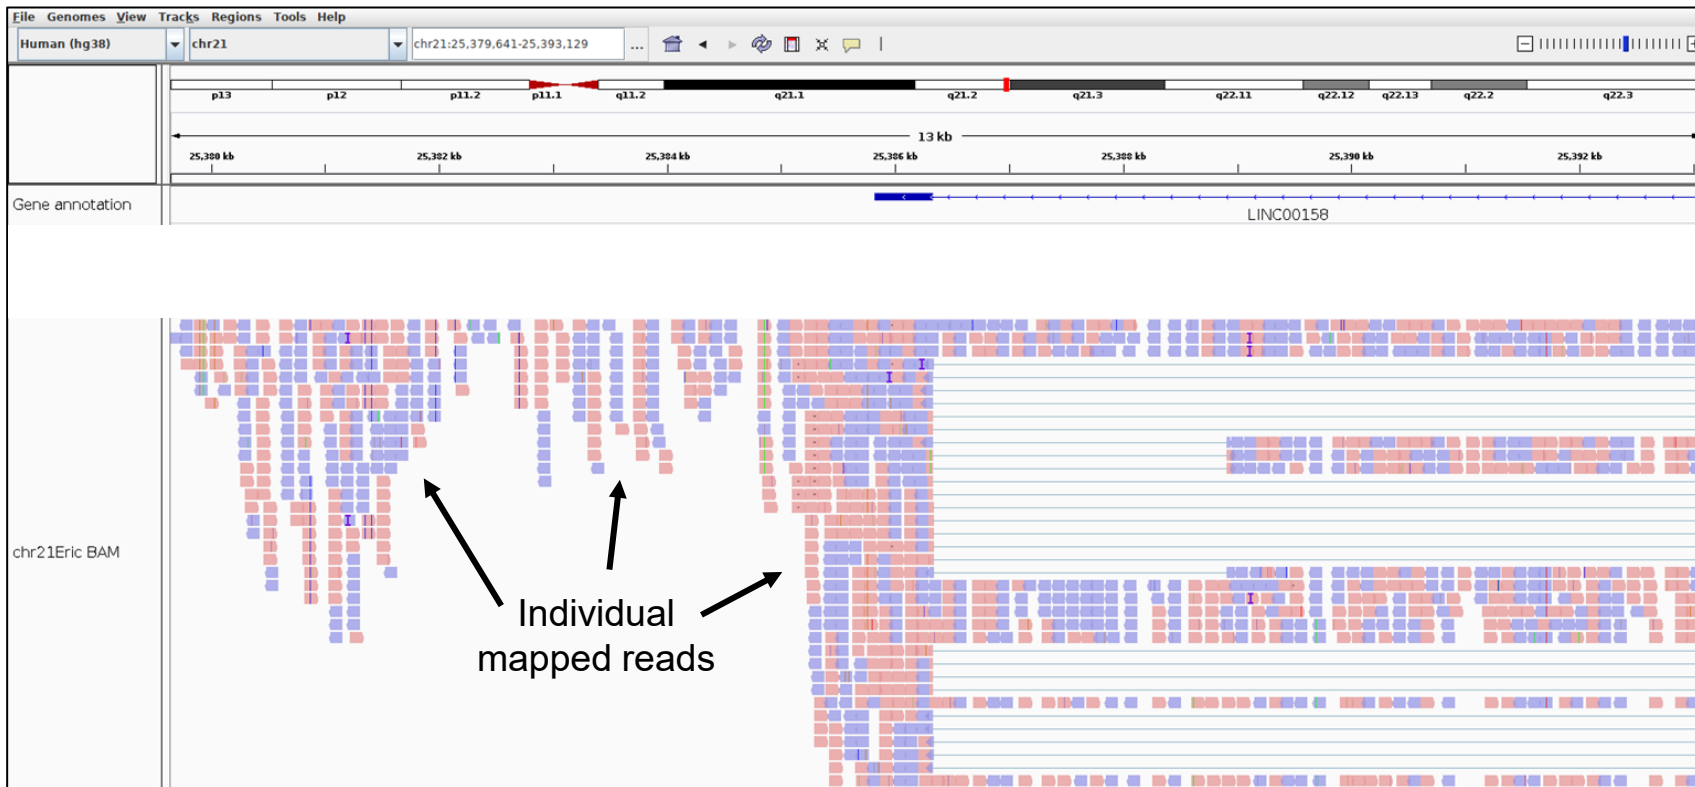 File Genomes View Tracks Regions Tools Help
Human (hg38) chr21 chr21:25,379,641-25,393,129 ...
p13 p12 p11.2 p11.1 q11.2 q21.1 q21.2 q21.3 q22.11 q22.12 q22.13 q22.2 q22.3
13 kb
25,380 kb 25,382 kb 25,384 kb 25,386 kb 25,388 kb 25,390 kb 25,392 kb
Gene annotation
LINC00158
chr21Eric BAM
Individual
mapped reads